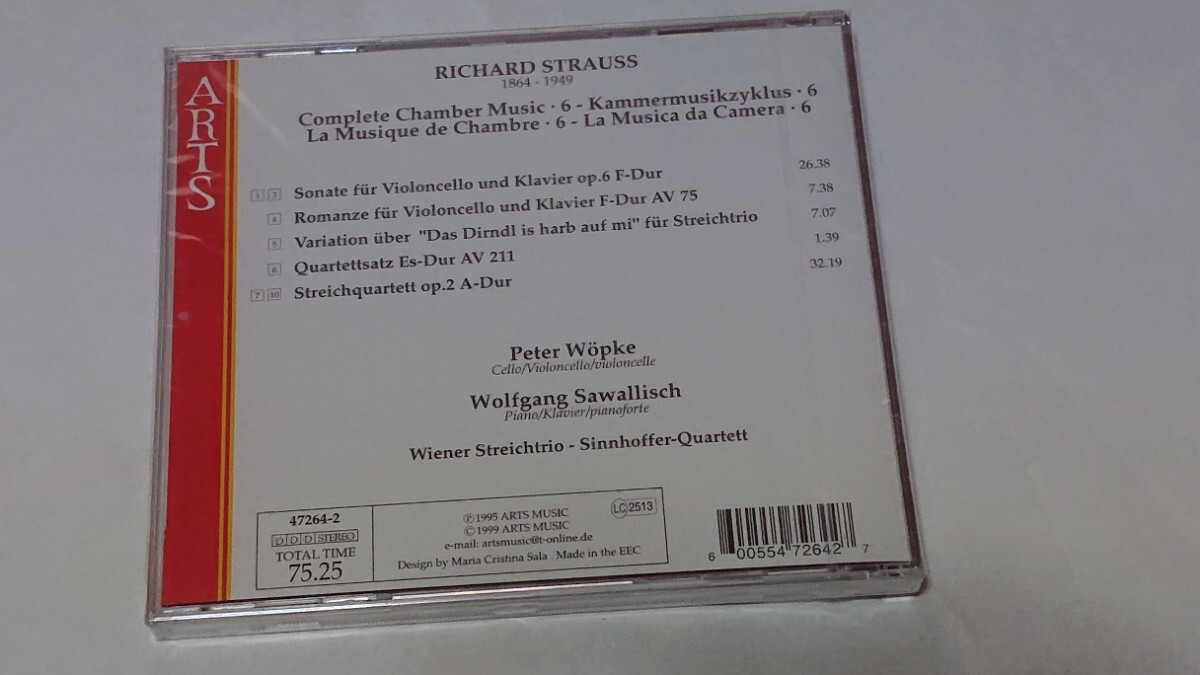 ARTS
RICHARD STRAUSS
1864 - 1949
Complete Chamber Music · 6 - Kammermusikzyklus · 6
La Musique de Chambre · 6 - La Musica da Camera · 6
1 3 Sonate für Violoncello und Klavier op.6 F-Dur 26.38
4 Romanze für Violoncello und Klavier F-Dur AV 75 7.38
5 Variation über "Das Dirndl is harb auf mi" für Streichtrio 7.07
6 Quartettsatz Es-Dur AV 211 1.39
7 10 Streichquartett op.2 A-Dur 32.19
Peter Wöpke
Cello/Violoncello/violoncelle
Wolfgang Sawallisch
Piano/Klavier/pianoforte
Wiener Streichtrio - Sinnhoffer-Quartett
47264-2
D D D STEREO
TOTAL TIME
75.25
℗ 1995 ARTS MUSIC
© 1999 ARTS MUSIC
e-mail: artsmusic@t-online.de
Design by Maria Cristina Sala . Made in the EEC
LC 2513
6 00554 72642 7